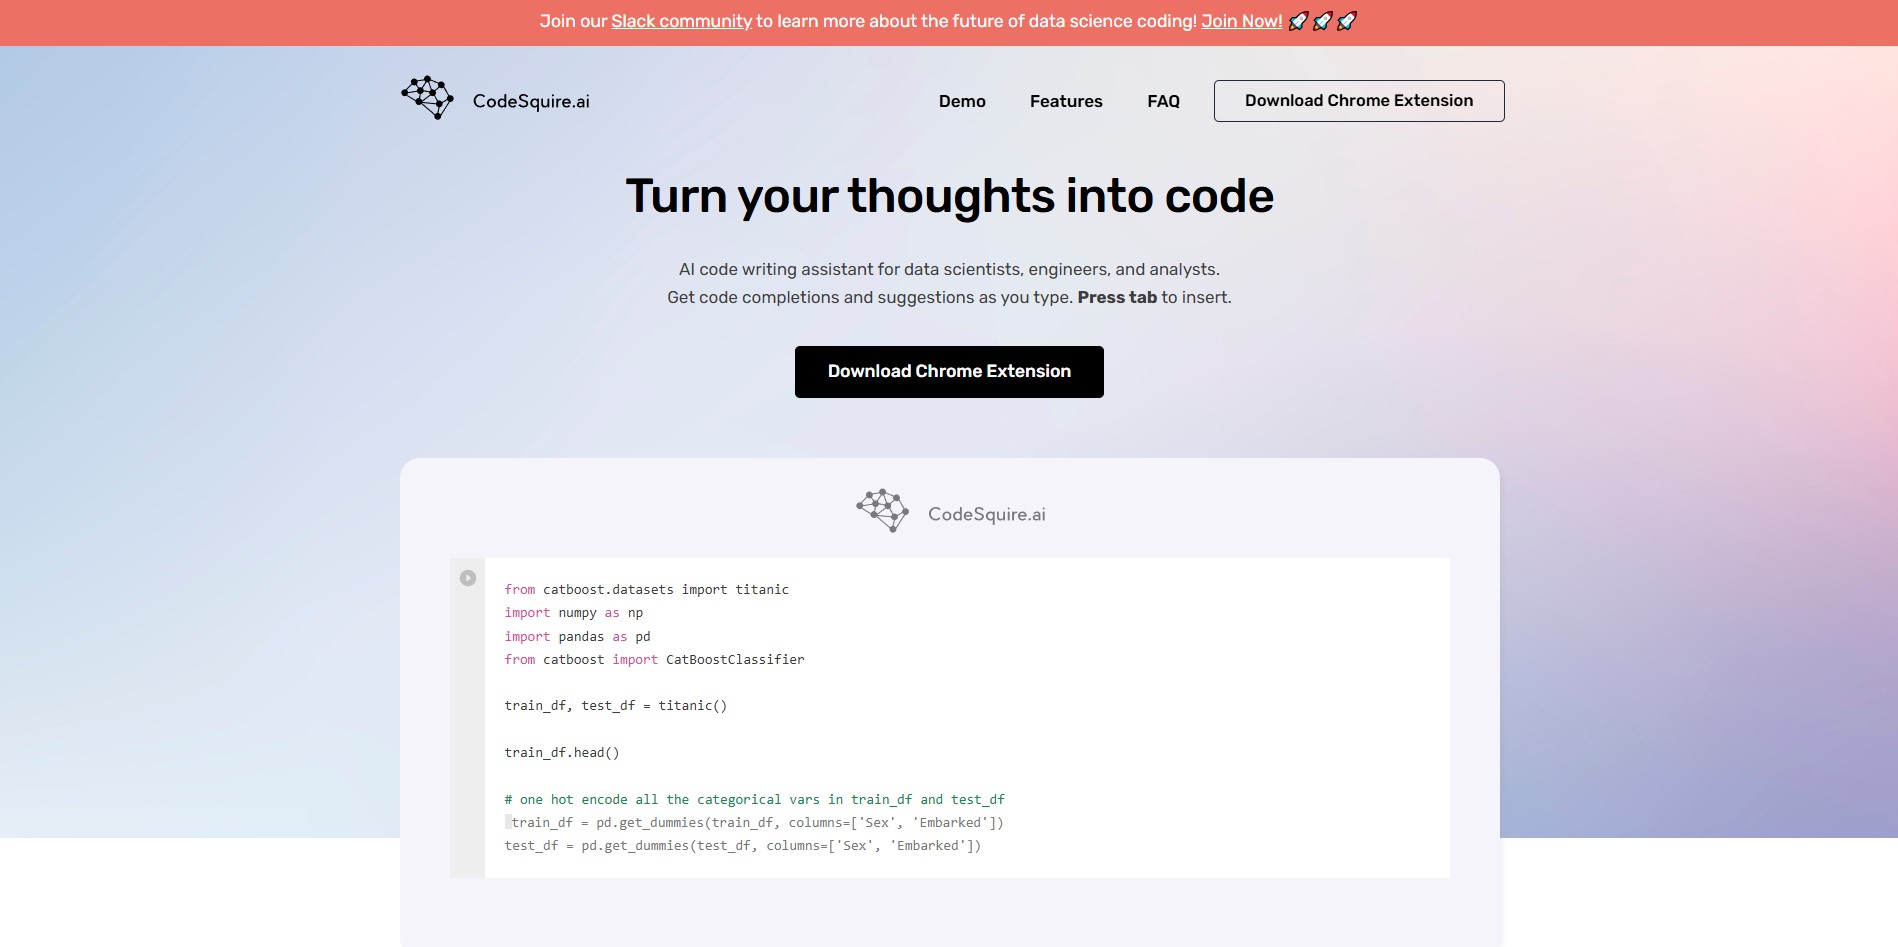 Join our Slack community to learn more about the future of data science coding! Join Now! 🚀🚀🚀
CodeSquire.ai
Demo
Features
FAQ
Download Chrome Extension
Turn your thoughts into code
AI code writing assistant for data scientists, engineers, and analysts.
Get code completions and suggestions as you type. Press tab to insert.
Download Chrome Extension
CodeSquire.ai
from catboost.datasets import titanic
import numpy as np
import pandas as pd
from catboost import CatBoostClassifier
train_df, test_df = titanic()
train_df.head()
# one hot encode all the categorical vars in train_df and test_df
train_df = pd.get_dummies(train_df, columns=['Sex', 'Embarked'])
test_df = pd.get_dummies(test_df, columns=['Sex', 'Embarked'])